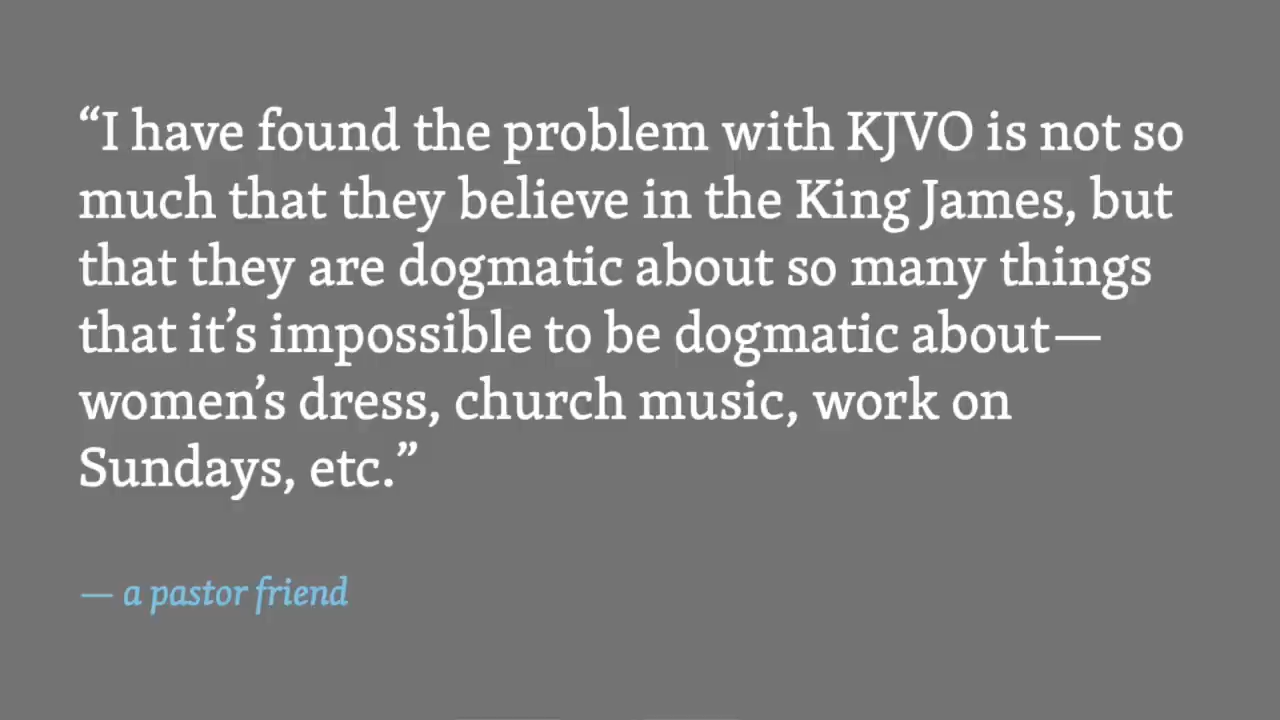 “I have found the problem with KJVO is not so
much that they believe in the King James, but
that they are dogmatic about so many things
that it’s impossible to be dogmatic about—
women’s dress, church music, work on
Sundays, etc.”
— a pastor friend